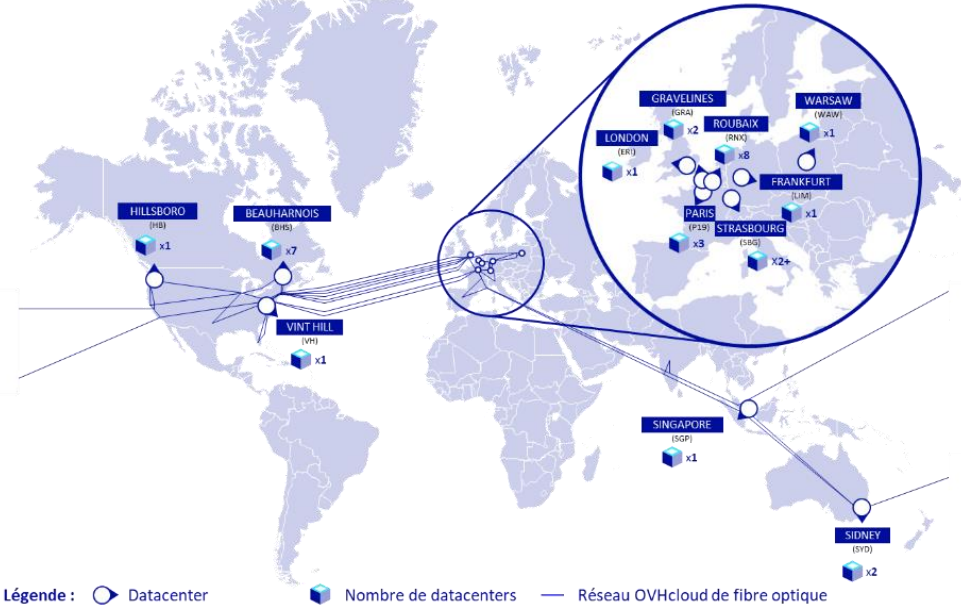 GRAVELINES
(GRA)
x2
WARSAW
(WAW)
x1
ROUBAIX
(RNX)
x8
LONDON
(ERI)
x1
FRANKFURT
(LIM)
x1
PARIS
(P19)
x3
STRASBOURG
(SBG)
x2+
HILLSBORO
(HB)
x1
BEAUHARNOIS
(BHS)
x7
VINT HILL
(VH)
x1
SINGAPORE
(SGP)
x1
SIDNEY
(SYD)
x2
Légende :
Datacenter
Nombre de datacenters
Réseau OVHcloud de fibre optique